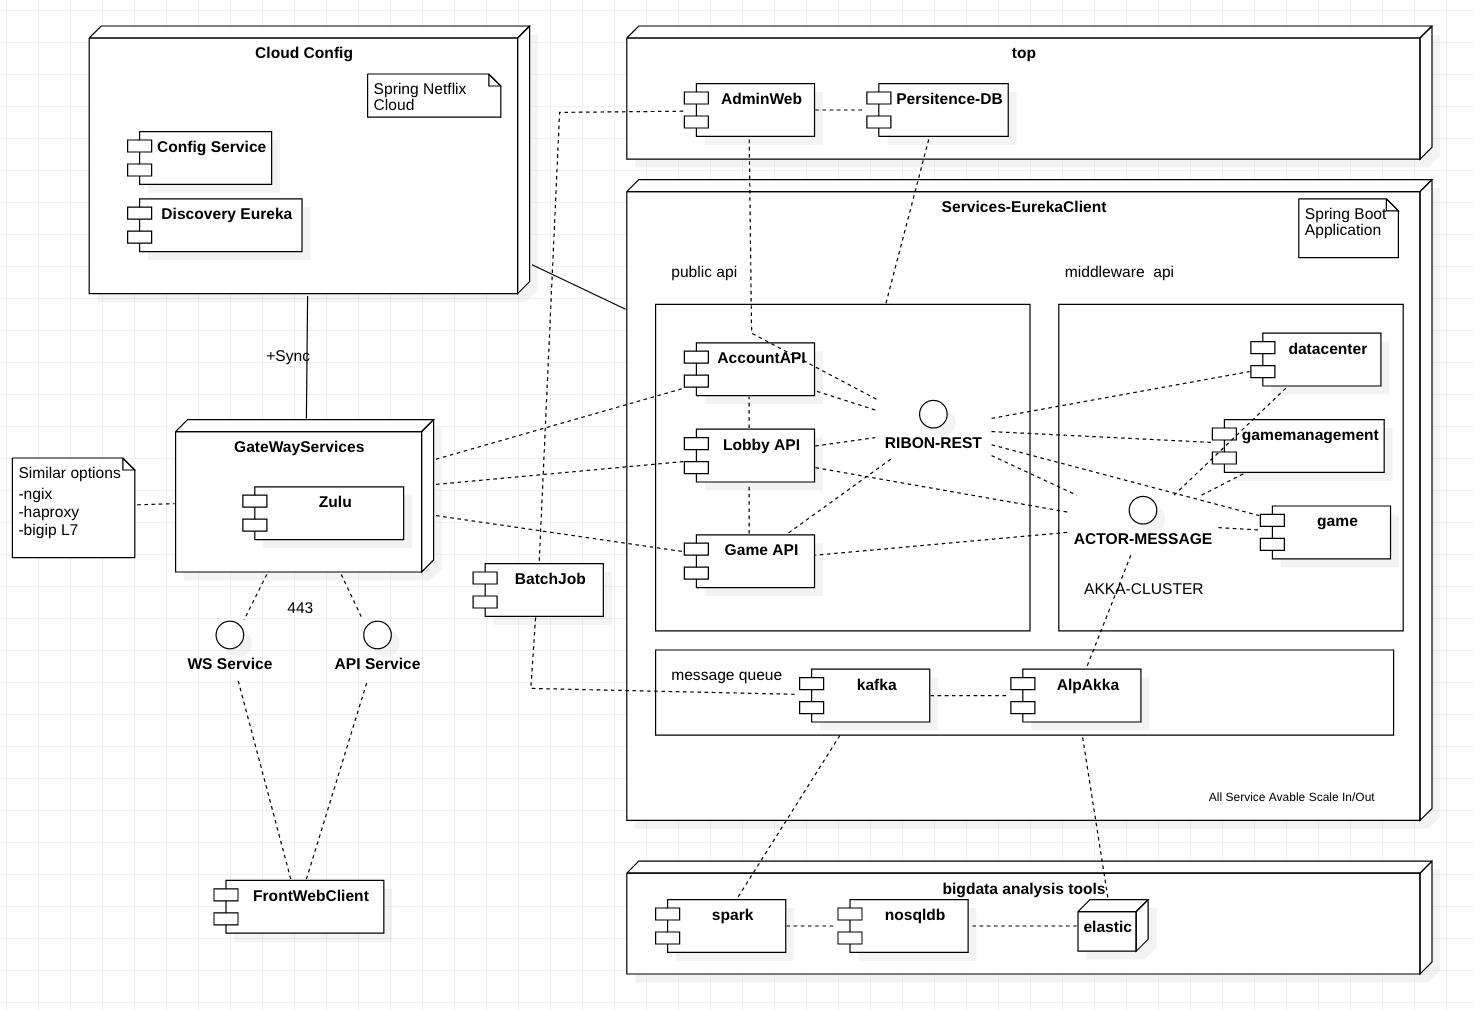 Cloud Config
Spring Netflix
Cloud
Config Service
Discovery Eureka
top
AdminWeb
Persitence-DB
Services-EurekaClient
Spring Boot
Application
public api
middleware  api
AccountAPI
Lobby API
Game API
RIBON-REST
datacenter
gamemanagement
game
ACTOR-MESSAGE
AKKA-CLUSTER
+Sync
GateWayServices
Zulu
Similar options
-ngix
-haproxy
-bigip L7
443
WS Service
API Service
BatchJob
message queue
kafka
AlpAkka
All Service Avable Scale In/Out
FrontWebClient
bigdata analysis tools
spark
nosqldb
elastic